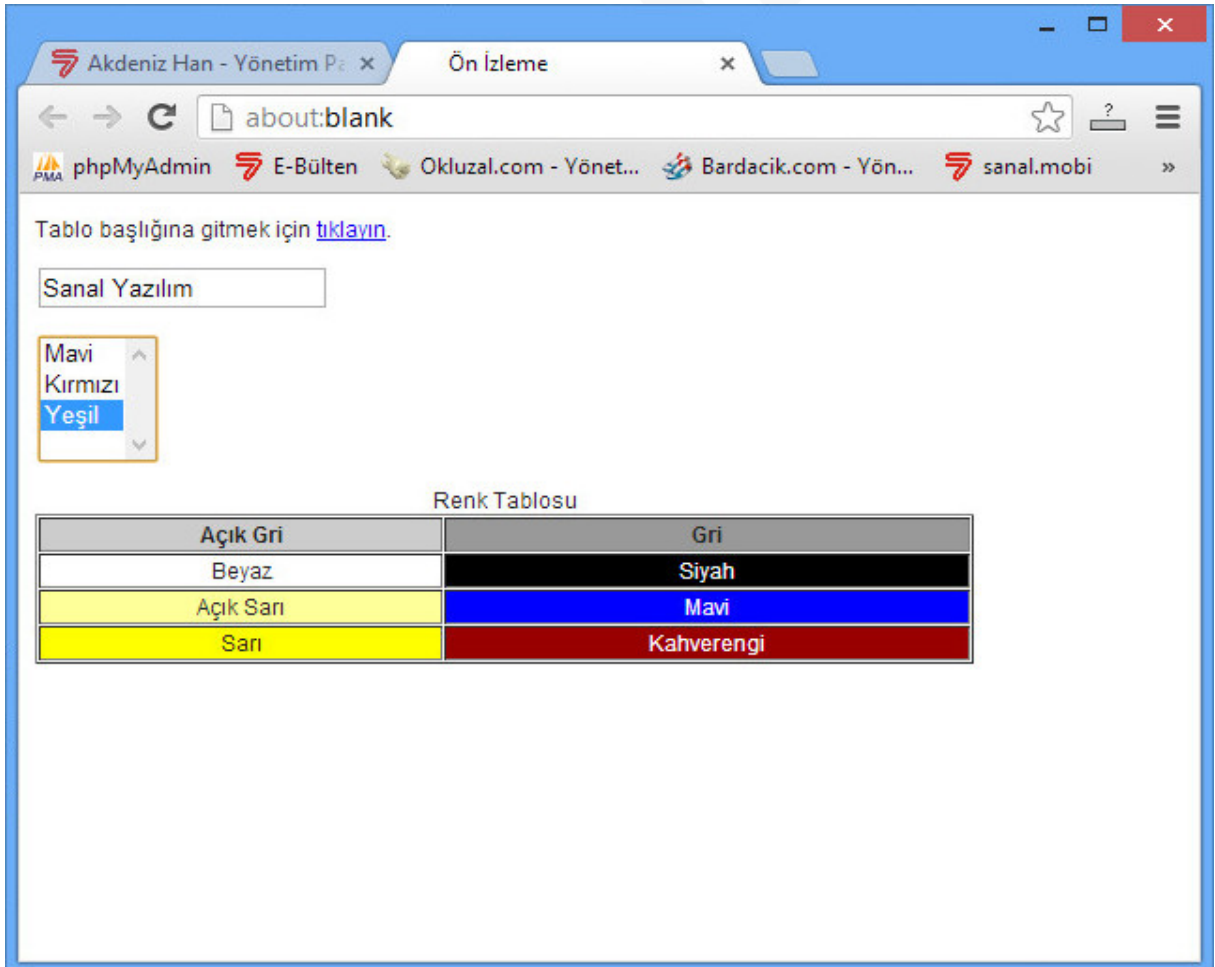 Akdeniz Han - Yönetim Pa
Ön İzleme
about:blank
?
PMA phpMyAdmin E-Bülten Okluzal.com - Yönet... Bardacik.com - Yön... sanal.mobi »
Tablo başlığına gitmek için tıklayın.
Sanal Yazılım
Mavi
Kırmızı
Yeşil
Renk Tablosu
Açık Gri Gri
Beyaz Siyah
Açık Sarı Mavi
Sarı Kahverengi